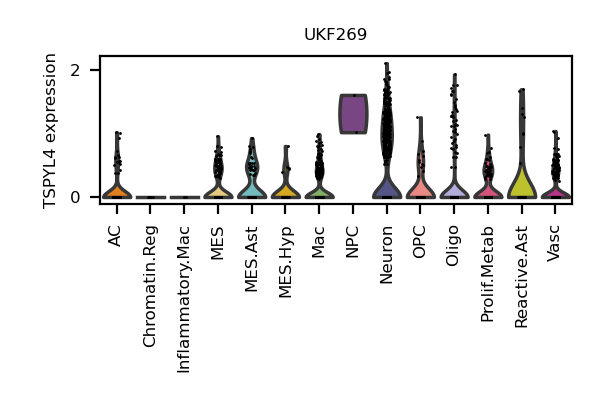 UKF269
TSPYL4 expression
2
0
AC
Chromatin.Reg
Inflammatory.Mac
MES
MES.Ast
MES.Hyp
Mac
NPC
Neuron
OPC
Oligo
Prolif.Metab
Reactive.Ast
Vasc